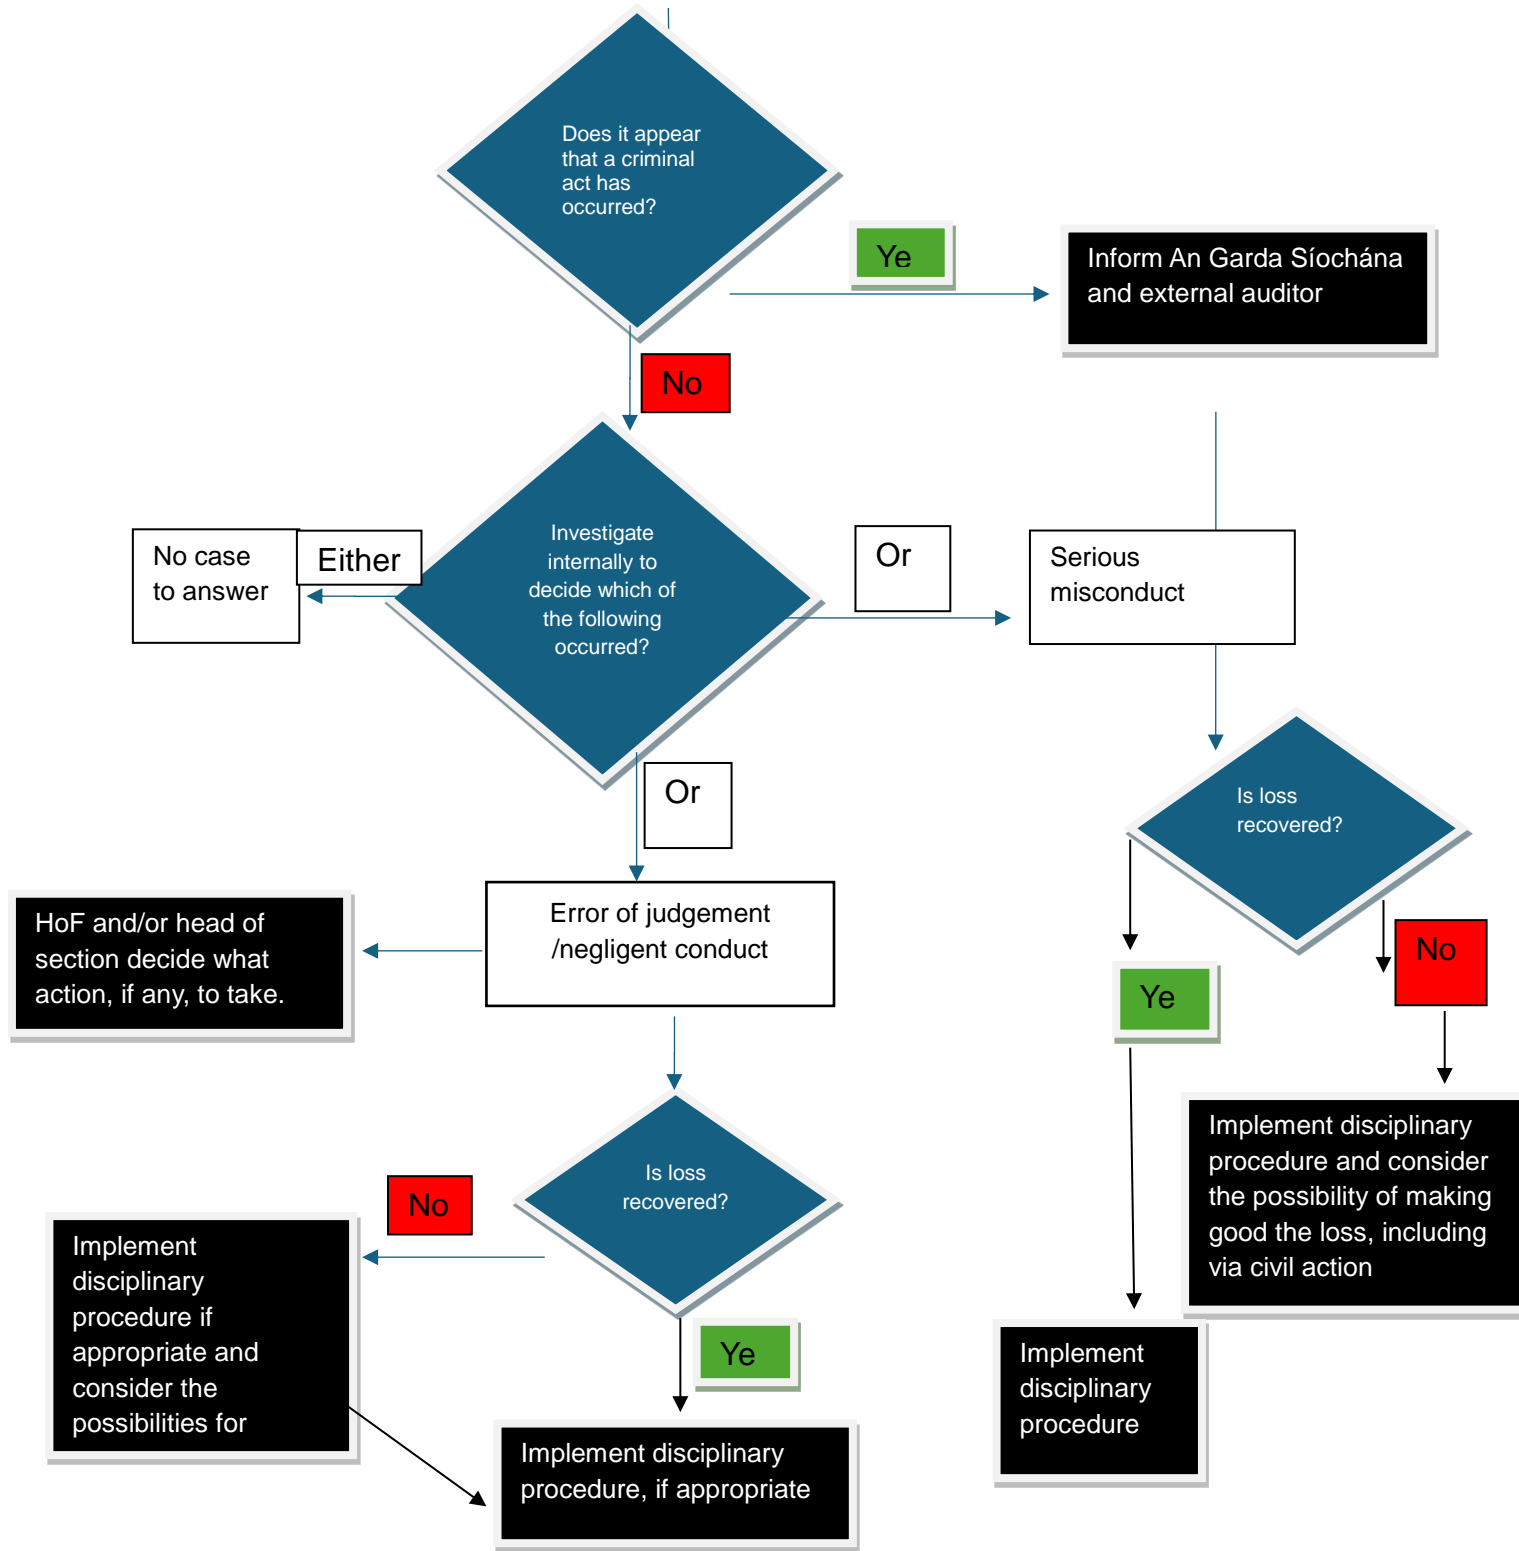 Does it appear
that a criminal
act has
occurred?
Ye
Inform An Garda Síochána
and external auditor
No
Investigate
internally to
decide which of
the following
occurred?
Either
No case
to answer
Or
Serious
misconduct
Or
Error of judgement
/negligent conduct
HoF and/or head of
section decide what
action, if any, to take.
Is loss
recovered?
Ye
No
Implement disciplinary
procedure and consider
the possibility of making
good the loss, including
via civil action
Implement
disciplinary
procedure
Is loss
recovered?
No
Implement
disciplinary
procedure if
appropriate and
consider the
possibilities for
Ye
Implement disciplinary
procedure, if appropriate